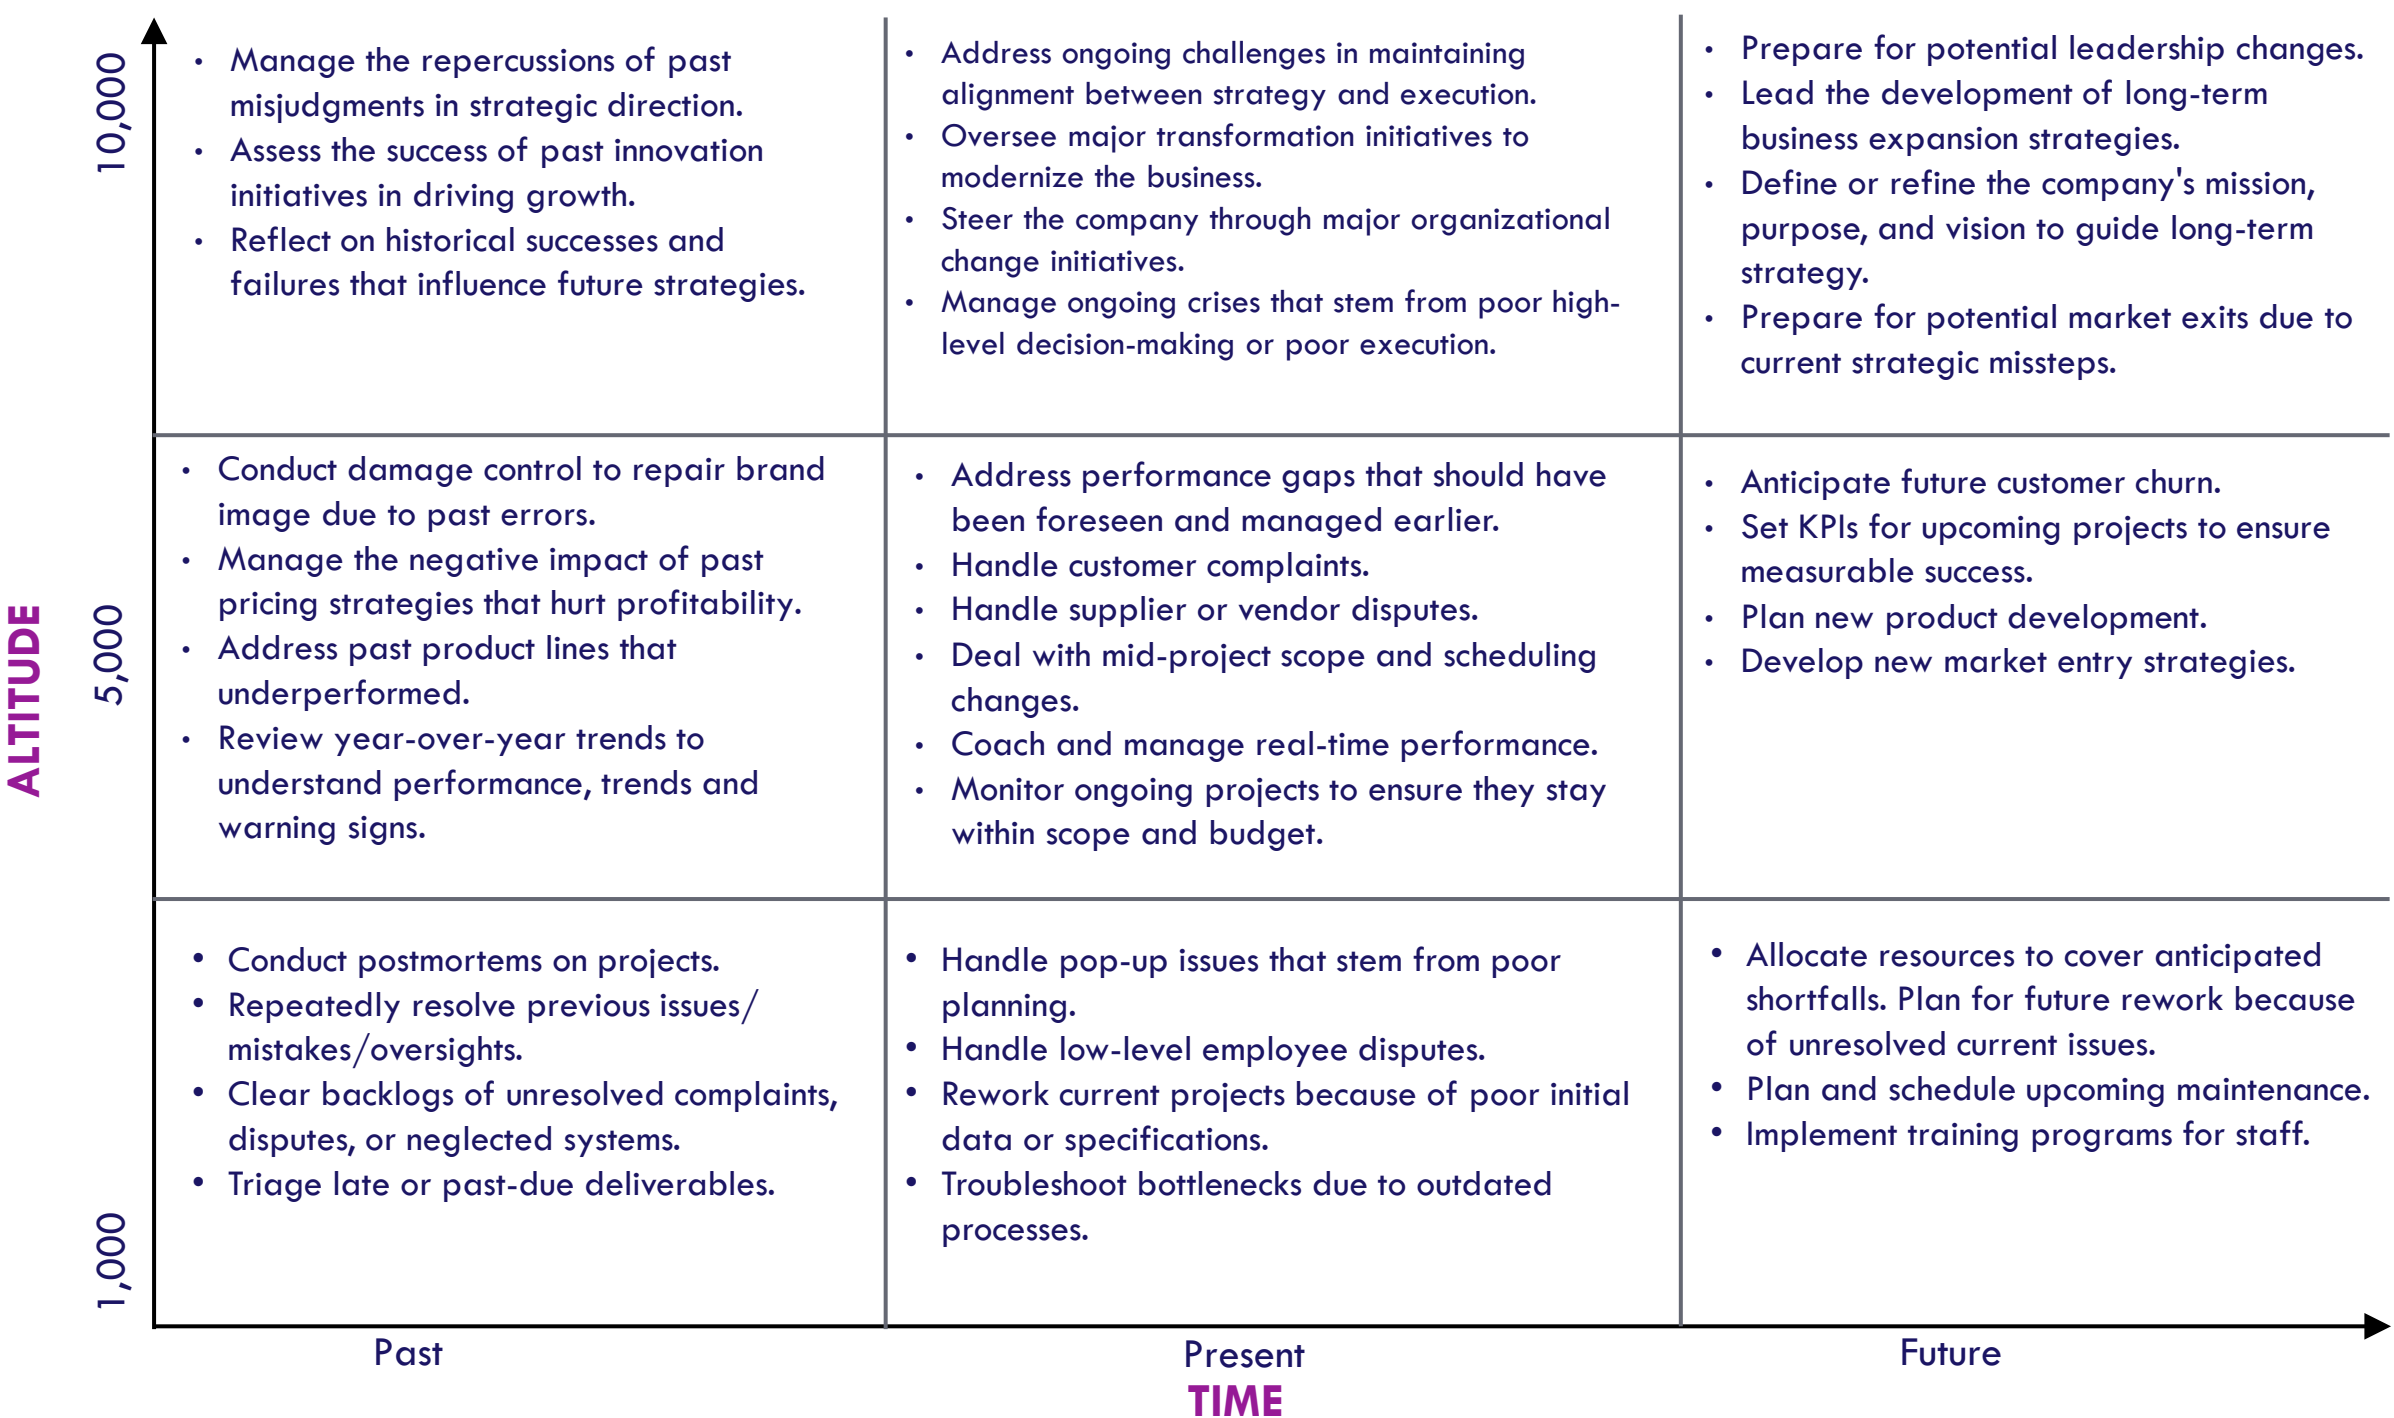 10,000
• Manage the repercussions of past
misjudgments in strategic direction.
• Assess the success of past innovation
initiatives in driving growth.
• Reflect on historical successes and
failures that influence future strategies.
• Address ongoing challenges in maintaining
alignment between strategy and execution.
• Oversee major transformation initiatives to
modernize the business.
• Steer the company through major organizational
change initiatives.
• Manage ongoing crises that stem from poor high-
level decision-making or poor execution.
• Prepare for potential leadership changes.
• Lead the development of long-term
business expansion strategies.
• Define or refine the company's mission,
purpose, and vision to guide long-term
strategy.
• Prepare for potential market exits due to
current strategic missteps.
ALTITUDE
5,000
• Conduct damage control to repair brand
image due to past errors.
• Manage the negative impact of past
pricing strategies that hurt profitability.
• Address past product lines that
underperformed.
• Review year-over-year trends to
understand performance, trends and
warning signs.
• Address performance gaps that should have
been foreseen and managed earlier.
• Handle customer complaints.
• Handle supplier or vendor disputes.
• Deal with mid-project scope and scheduling
changes.
• Coach and manage real-time performance.
• Monitor ongoing projects to ensure they stay
within scope and budget.
• Anticipate future customer churn.
• Set KPIs for upcoming projects to ensure
measurable success.
• Plan new product development.
• Develop new market entry strategies.
1,000
• Conduct postmortems on projects.
• Repeatedly resolve previous issues/
mistakes/oversights.
• Clear backlogs of unresolved complaints,
disputes, or neglected systems.
• Triage late or past-due deliverables.
• Handle pop-up issues that stem from poor
planning.
• Handle low-level employee disputes.
• Rework current projects because of poor initial
data or specifications.
• Troubleshoot bottlenecks due to outdated
processes.
• Allocate resources to cover anticipated
shortfalls. Plan for future rework because
of unresolved current issues.
• Plan and schedule upcoming maintenance.
• Implement training programs for staff.
Past
Present
Future
TIME